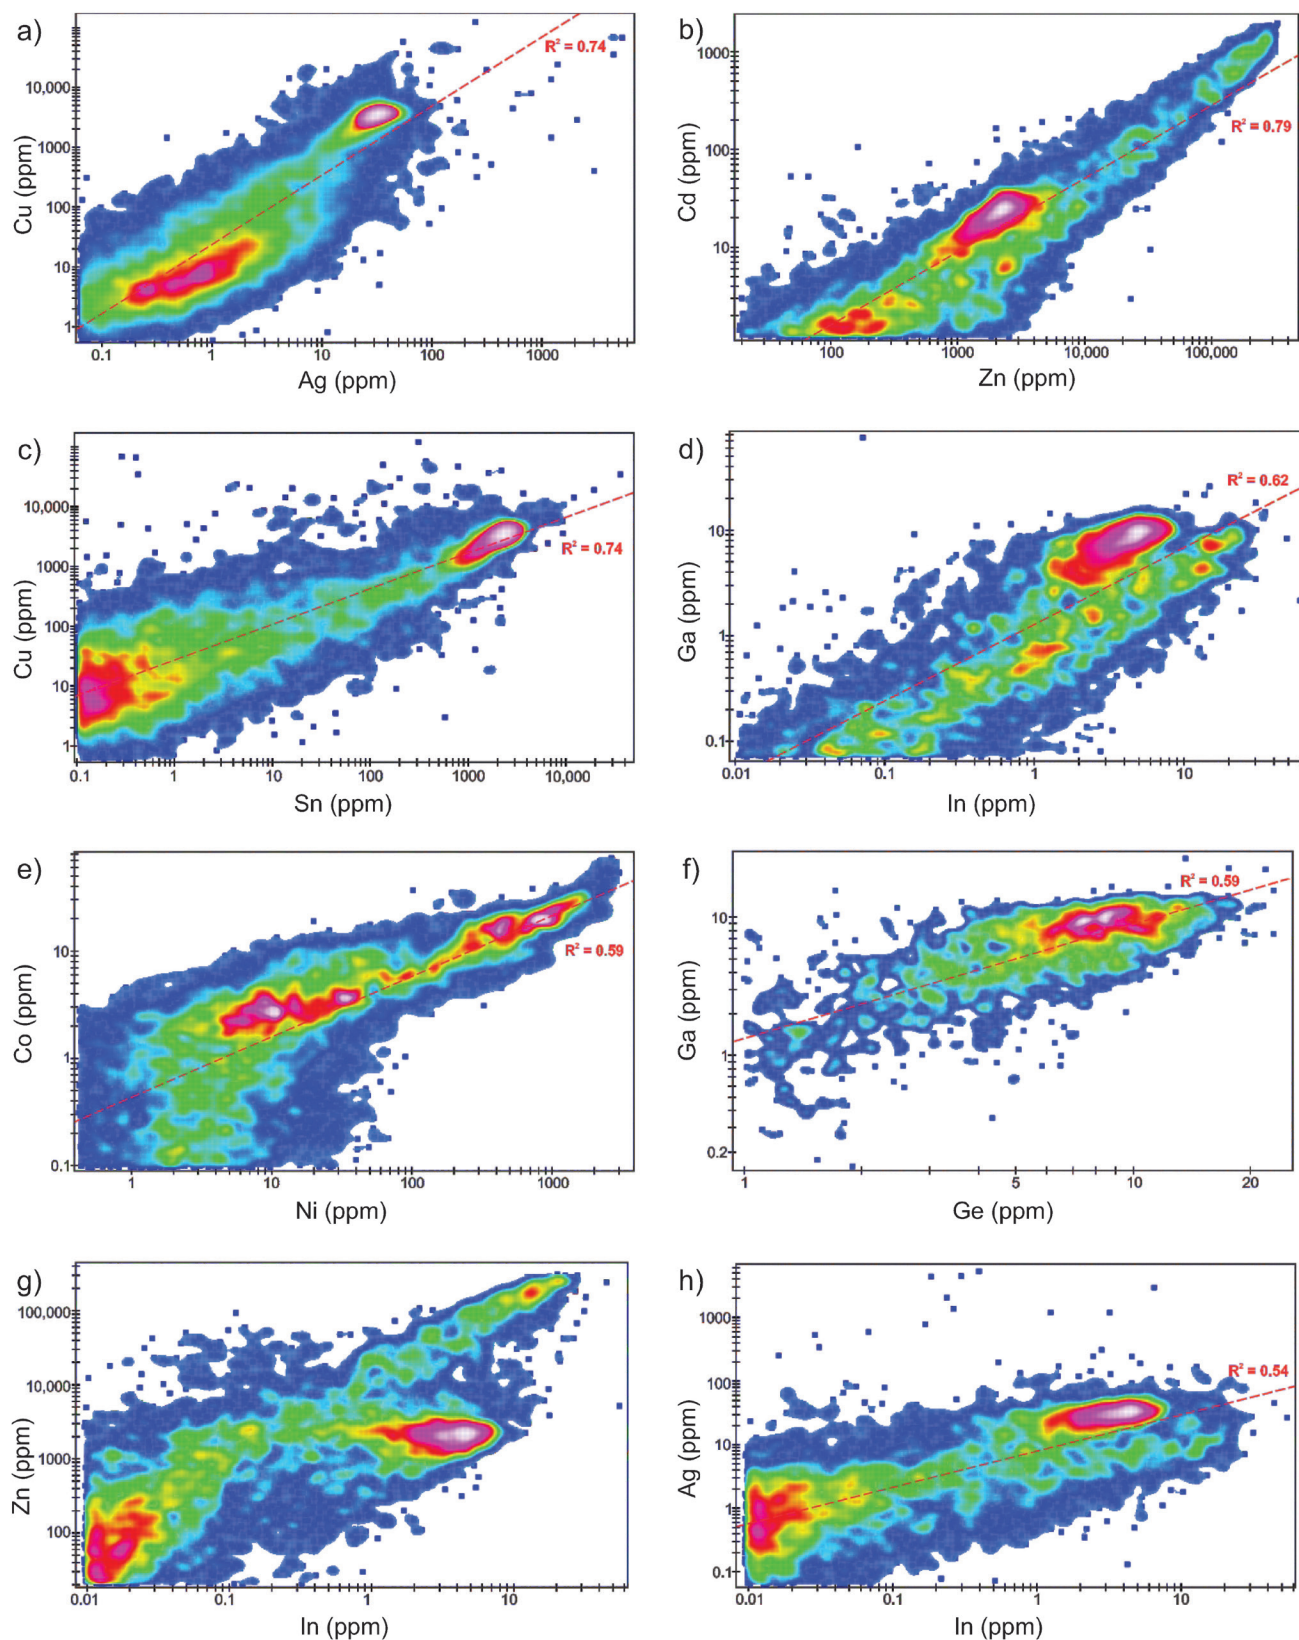 a)
R² = 0.74
10,000
1000
100
10
1
Cu (ppm)
0.1
1
10
100
1000
Ag (ppm)
b)
1000
100
10
R² = 0.79
Cd (ppm)
100
1000
10,000
100,000
Zn (ppm)
c)
10,000
1000
100
10
1
R² = 0.74
Cu (ppm)
0.1
1
10
100
1000
10,000
Sn (ppm)
d)
R² = 0.62
10
1
0.1
Ga (ppm)
0.01
0.1
1
10
In (ppm)
e)
10
1
0.1
R² = 0.59
Co (ppm)
1
10
100
1000
Ni (ppm)
f)
R² = 0.59
10
1
0.2
Ga (ppm)
1
5
10
20
Ge (ppm)
g)
100,000
10,000
1000
100
Zn (ppm)
0.01
0.1
1
10
In (ppm)
h)
1000
100
10
1
0.1
R² = 0.54
Ag (ppm)
0.01
0.1
1
10
In (ppm)